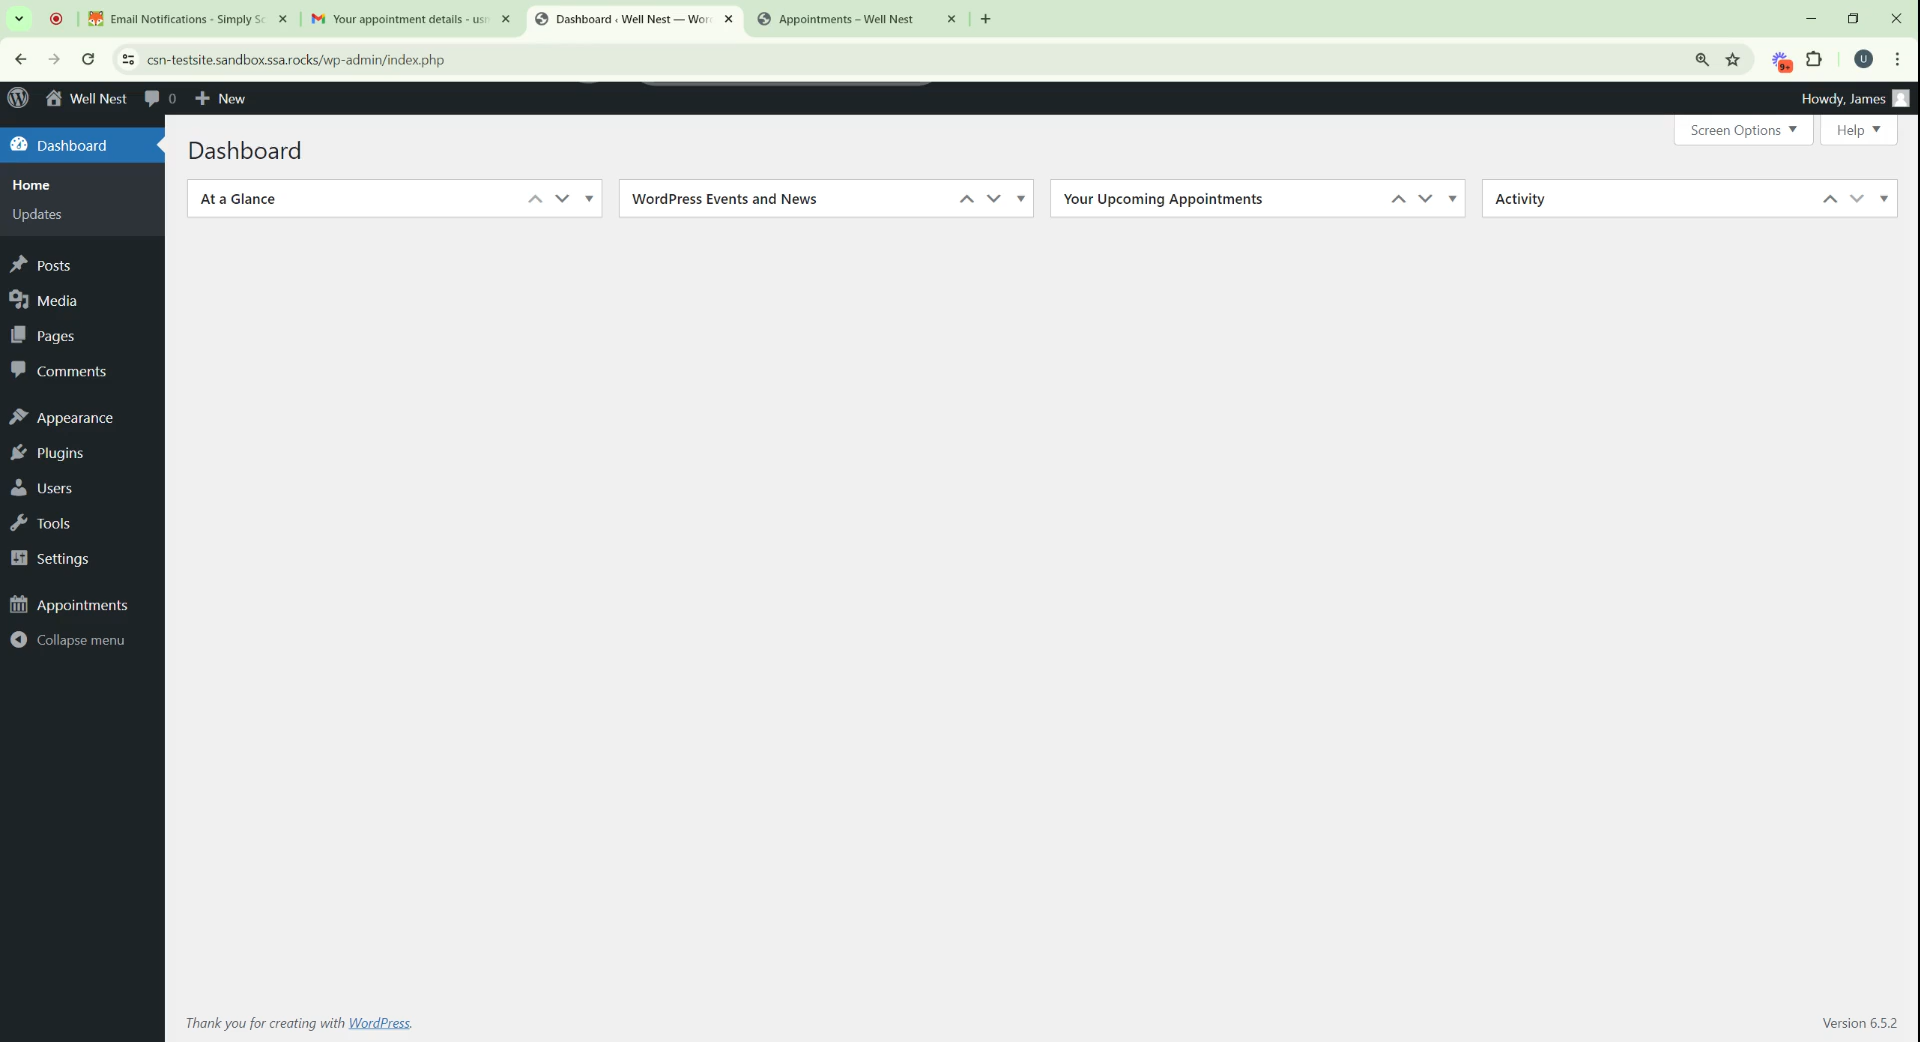 Email Notifications - Simply Sc
Your appointment details - usn
Dashboard ‹ Well Nest — Wor
Appointments – Well Nest
csn-testsite.sandbox.ssa.rocks/wp-admin/index.php
9+
U
Well Nest
0
New
Howdy, James
Dashboard
Home
Updates
Posts
Media
Pages
Comments
Appearance
Plugins
Users
Tools
Settings
Appointments
Collapse menu
Screen Options
Help
Dashboard
At a Glance
WordPress Events and News
Your Upcoming Appointments
Activity
Thank you for creating with WordPress.
Version 6.5.2